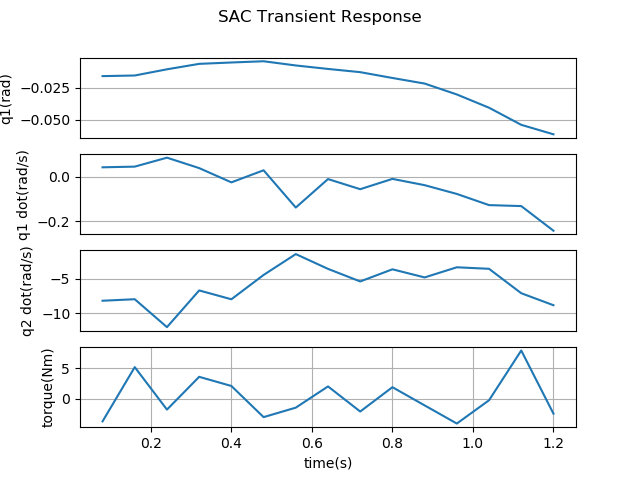 SAC Transient Response
q1(rad)
−0.025
−0.050
q1 dot(rad/s)
0.0
−0.2
q2 dot(rad/s)
−5
−10
torque(Nm)
5
0
0.2 0.4 0.6 0.8 1.0 1.2
time(s)